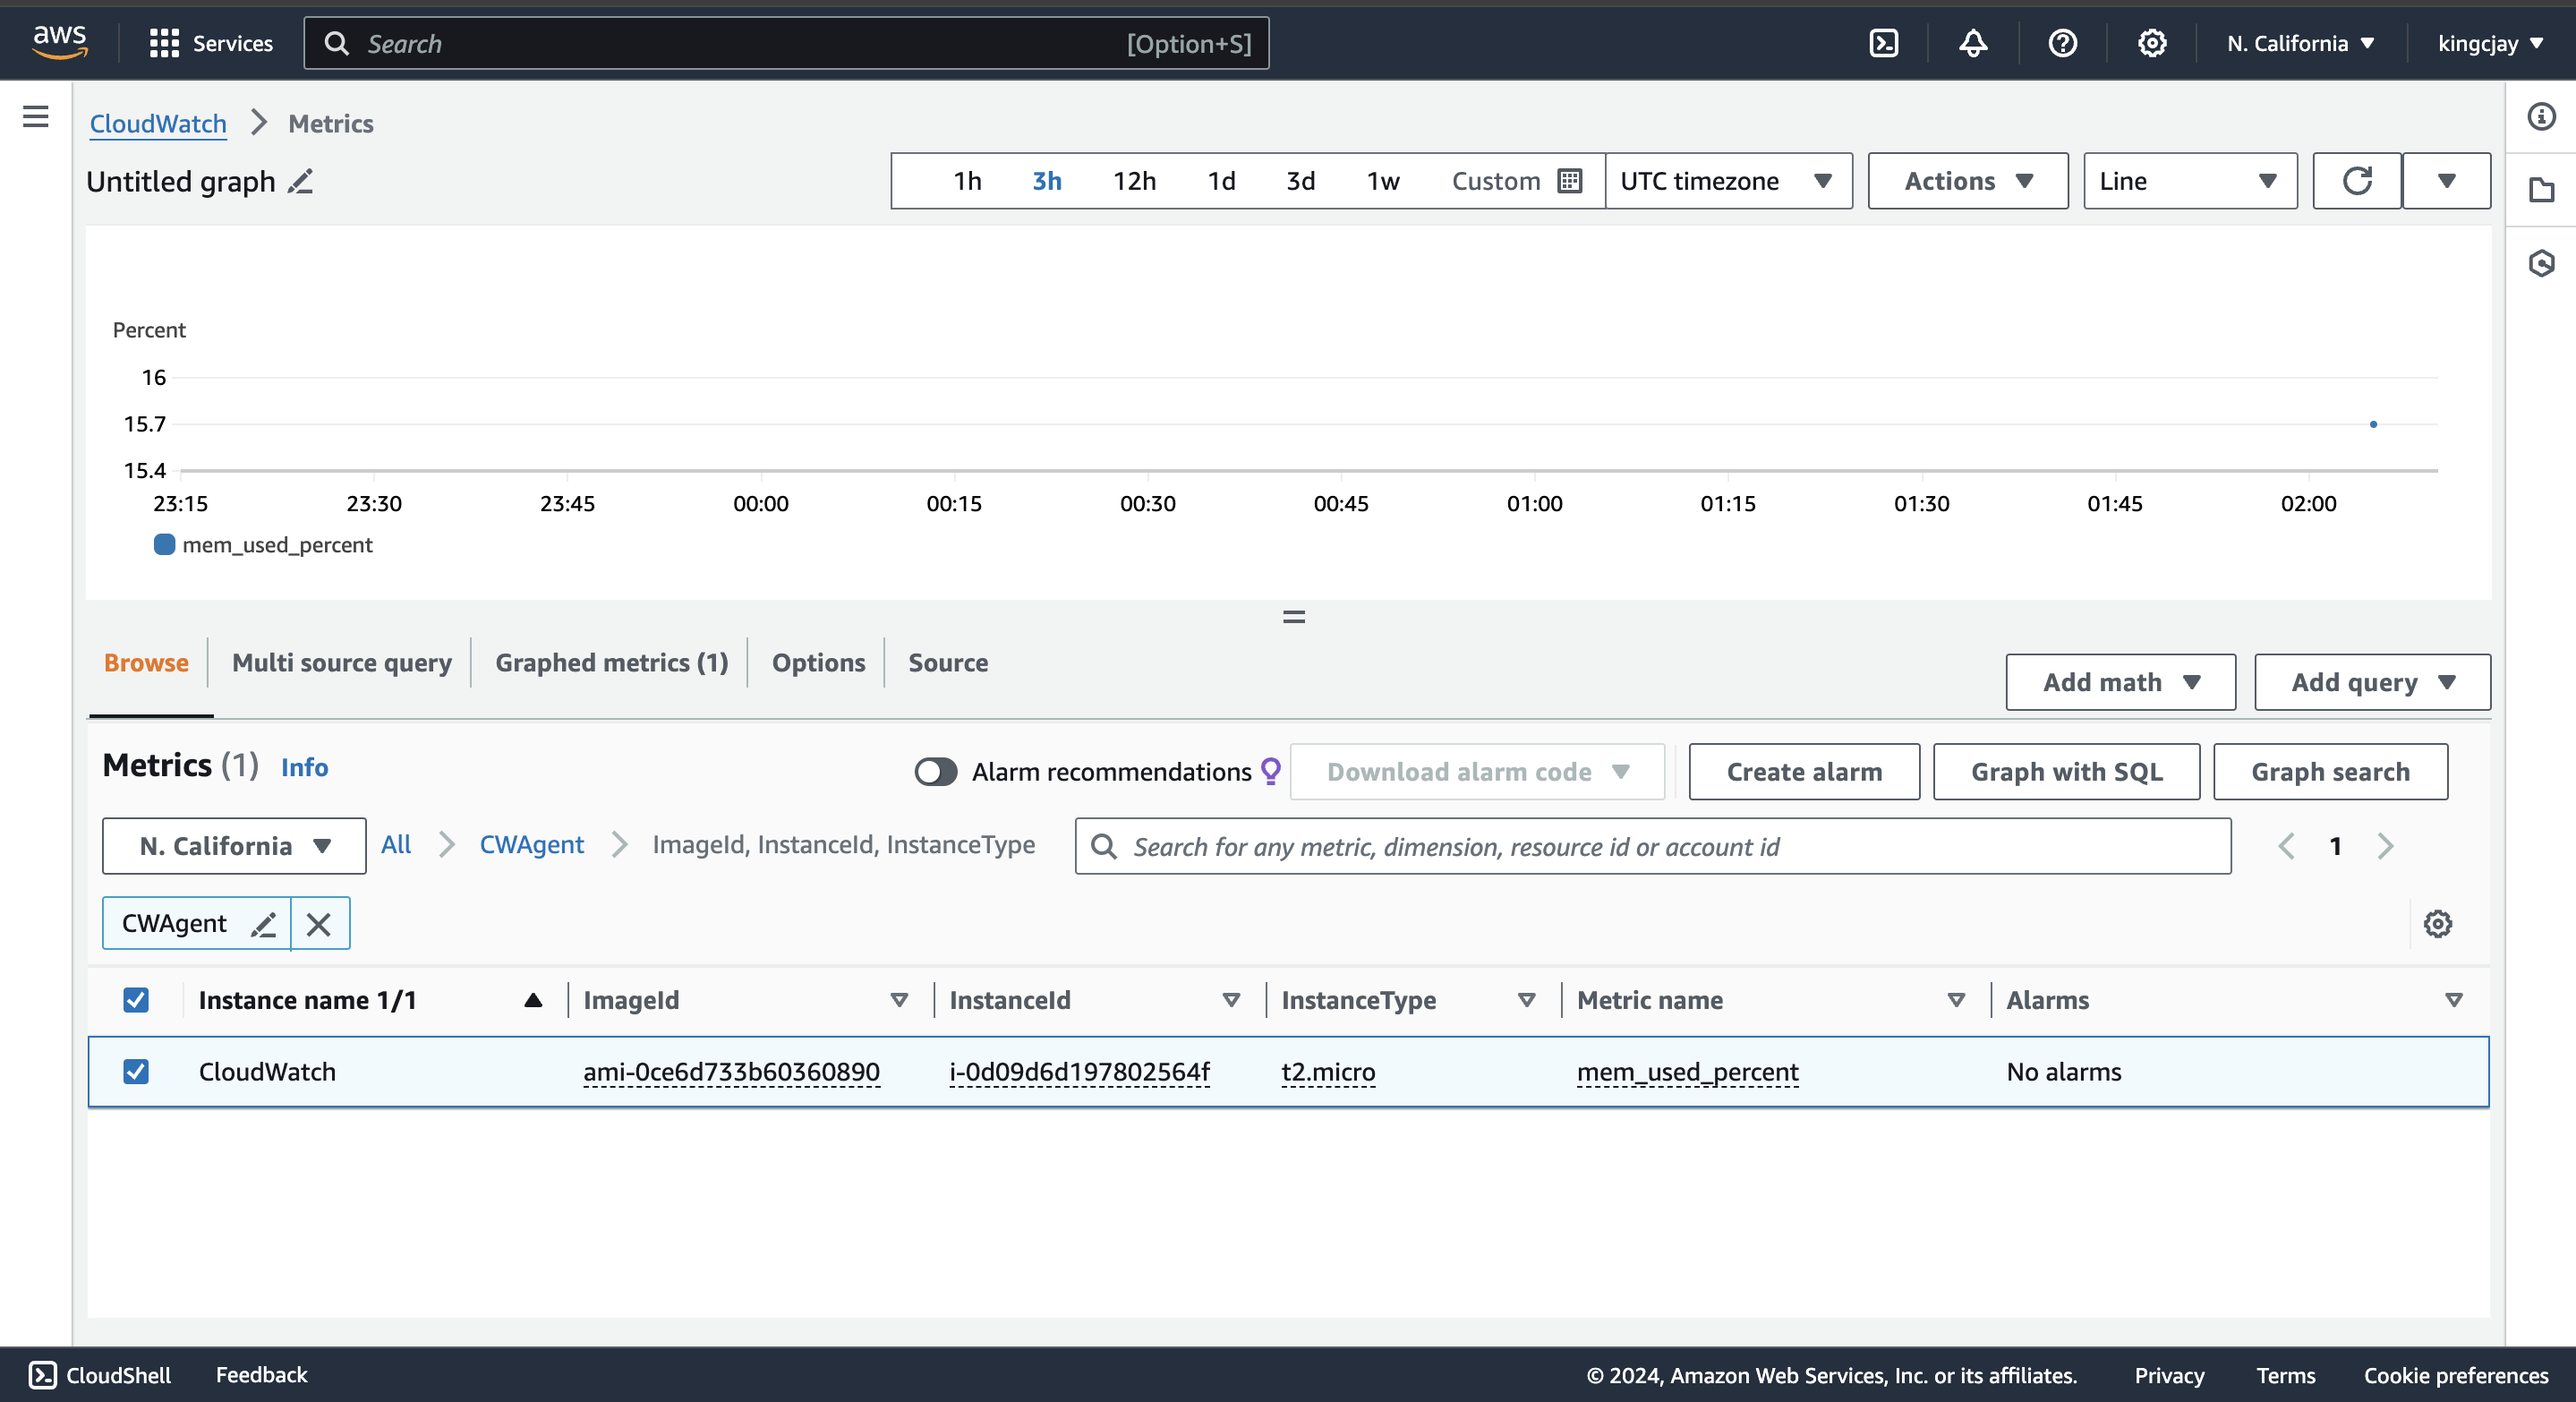 aws Services Search [Option+S] N. California kingcjay
CloudWatch Metrics
Untitled graph 1h 3h 12h 1d 3d 1w Custom UTC timezone Actions Line
Percent
16
15.7
15.4
23:15 23:30 23:45 00:00 00:15 00:30 00:45 01:00 01:15 01:30 01:45 02:00
mem_used_percent
Browse Multi source query Graphed metrics (1) Options Source Add math Add query
Metrics (1) Info Alarm recommendations Download alarm code Create alarm Graph with SQL Graph search
N. California All CWAgent ImageId, InstanceId, InstanceType Search for any metric, dimension, resource id or account id 1
CWAgent
Instance name 1/1 ImageId InstanceId InstanceType Metric name Alarms
CloudWatch ami-0ce6d733b60360890 i-0d09d6d197802564f t2.micro mem_used_percent No alarms
CloudShell Feedback © 2024, Amazon Web Services, Inc. or its affiliates. Privacy Terms Cookie preferences